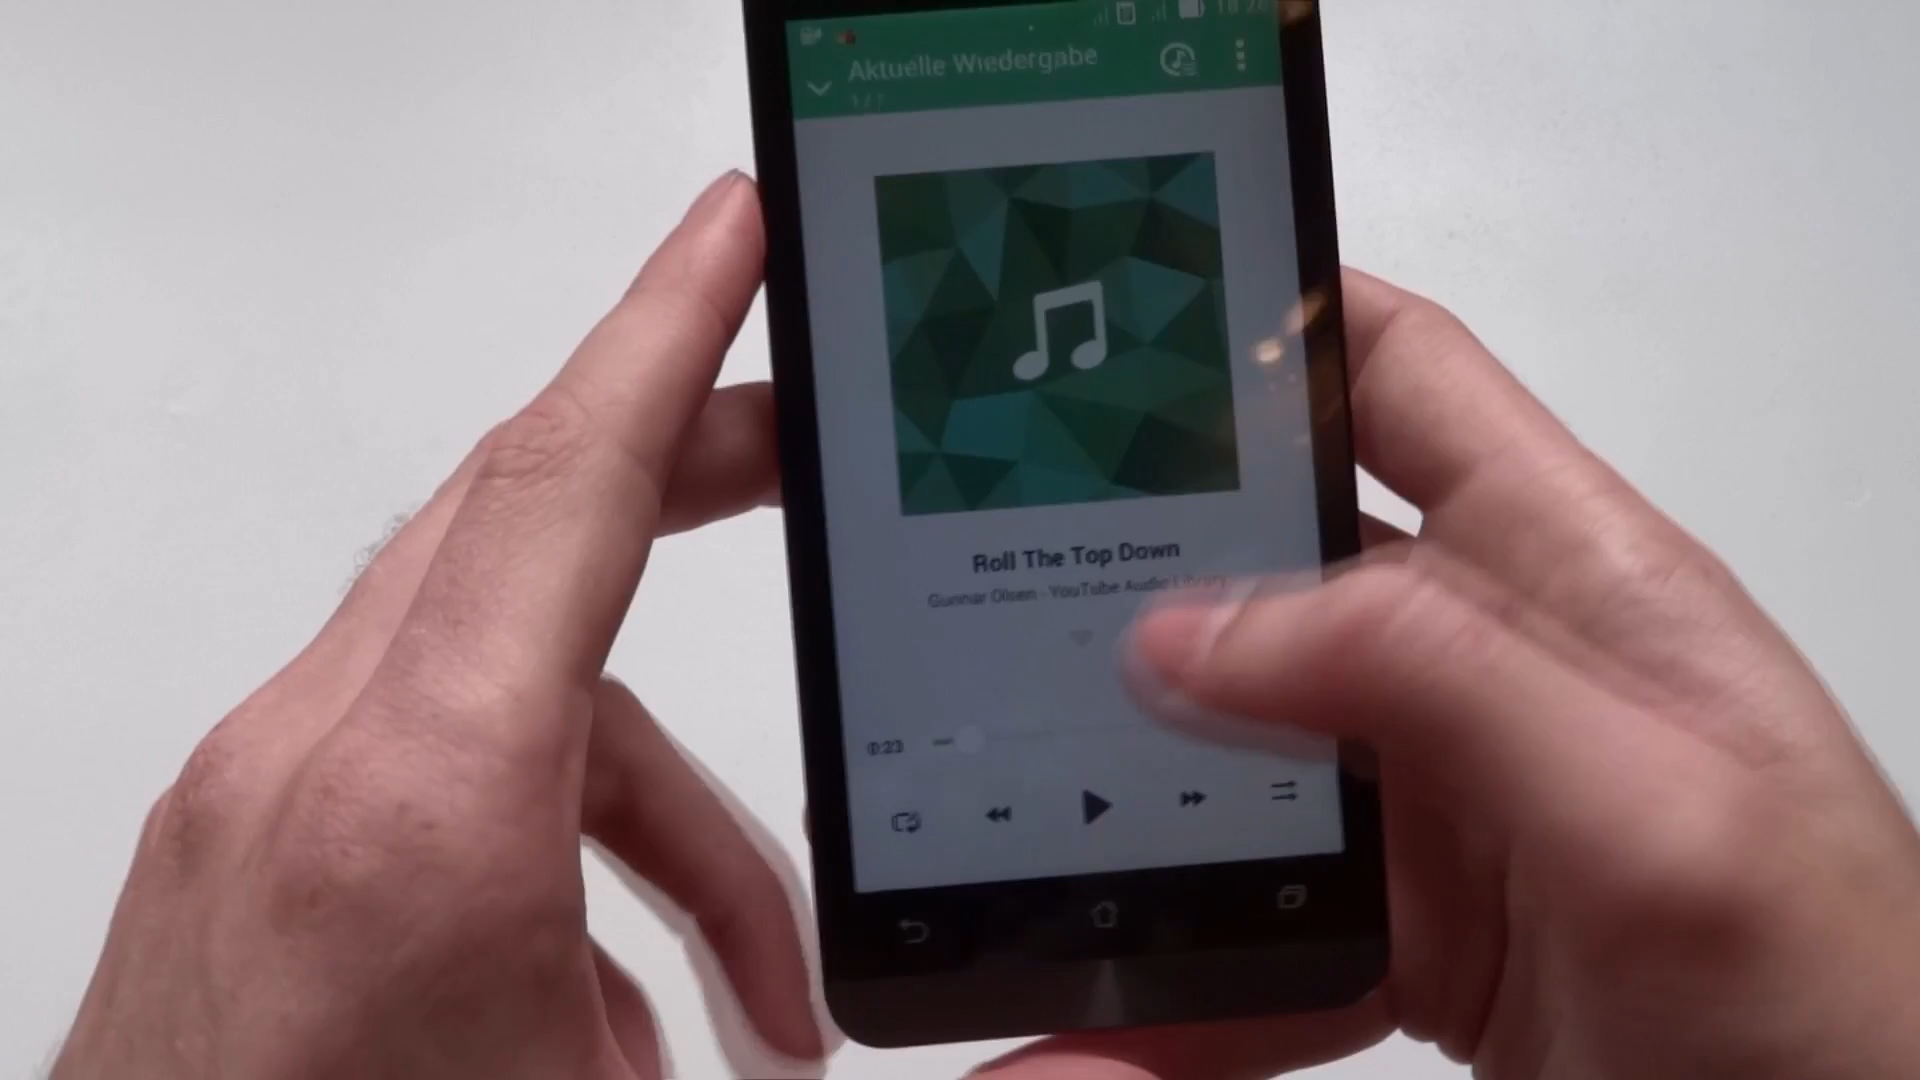 Aktuelle Wiedergabe
Roll The Top Down
Gunnar Olsen - YouTube Audio Library
0:23